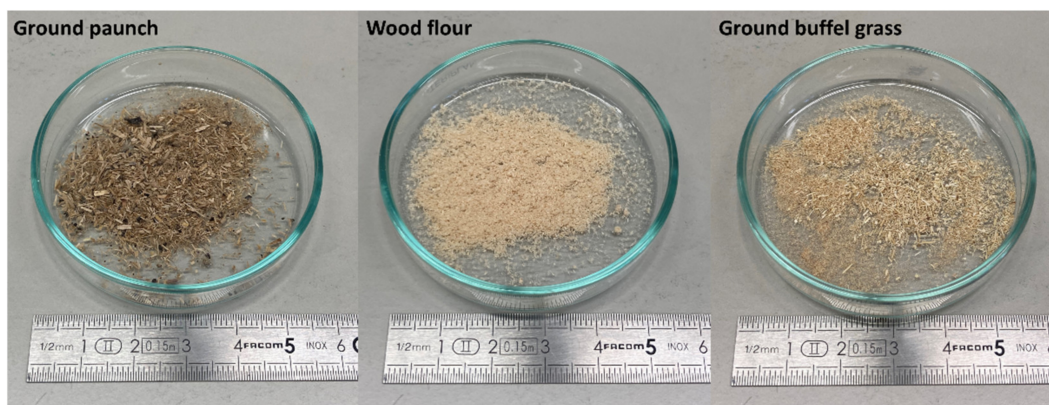 Ground paunch
Wood flour
Ground buffel grass
1/2mm 1 II 2 0.15m 3 4 FACOM 5 INOX 6
1/2mm 1 II 2 0.15m 3 4 FACOM 5 INOX 6
1/2mm 1 II 2 0.15m 3 4 FACOM 5 INOX